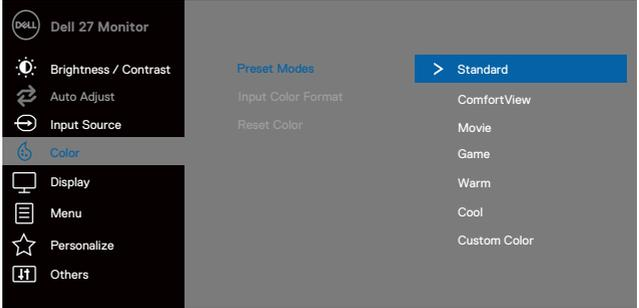 DELL
Dell 27 Monitor
Brightness / Contrast
Auto Adjust
Input Source
Color
Display
Menu
Personalize
Others
Preset Modes
Input Color Format
Reset Color
Standard
ComfortView
Movie
Game
Warm
Cool
Custom Color